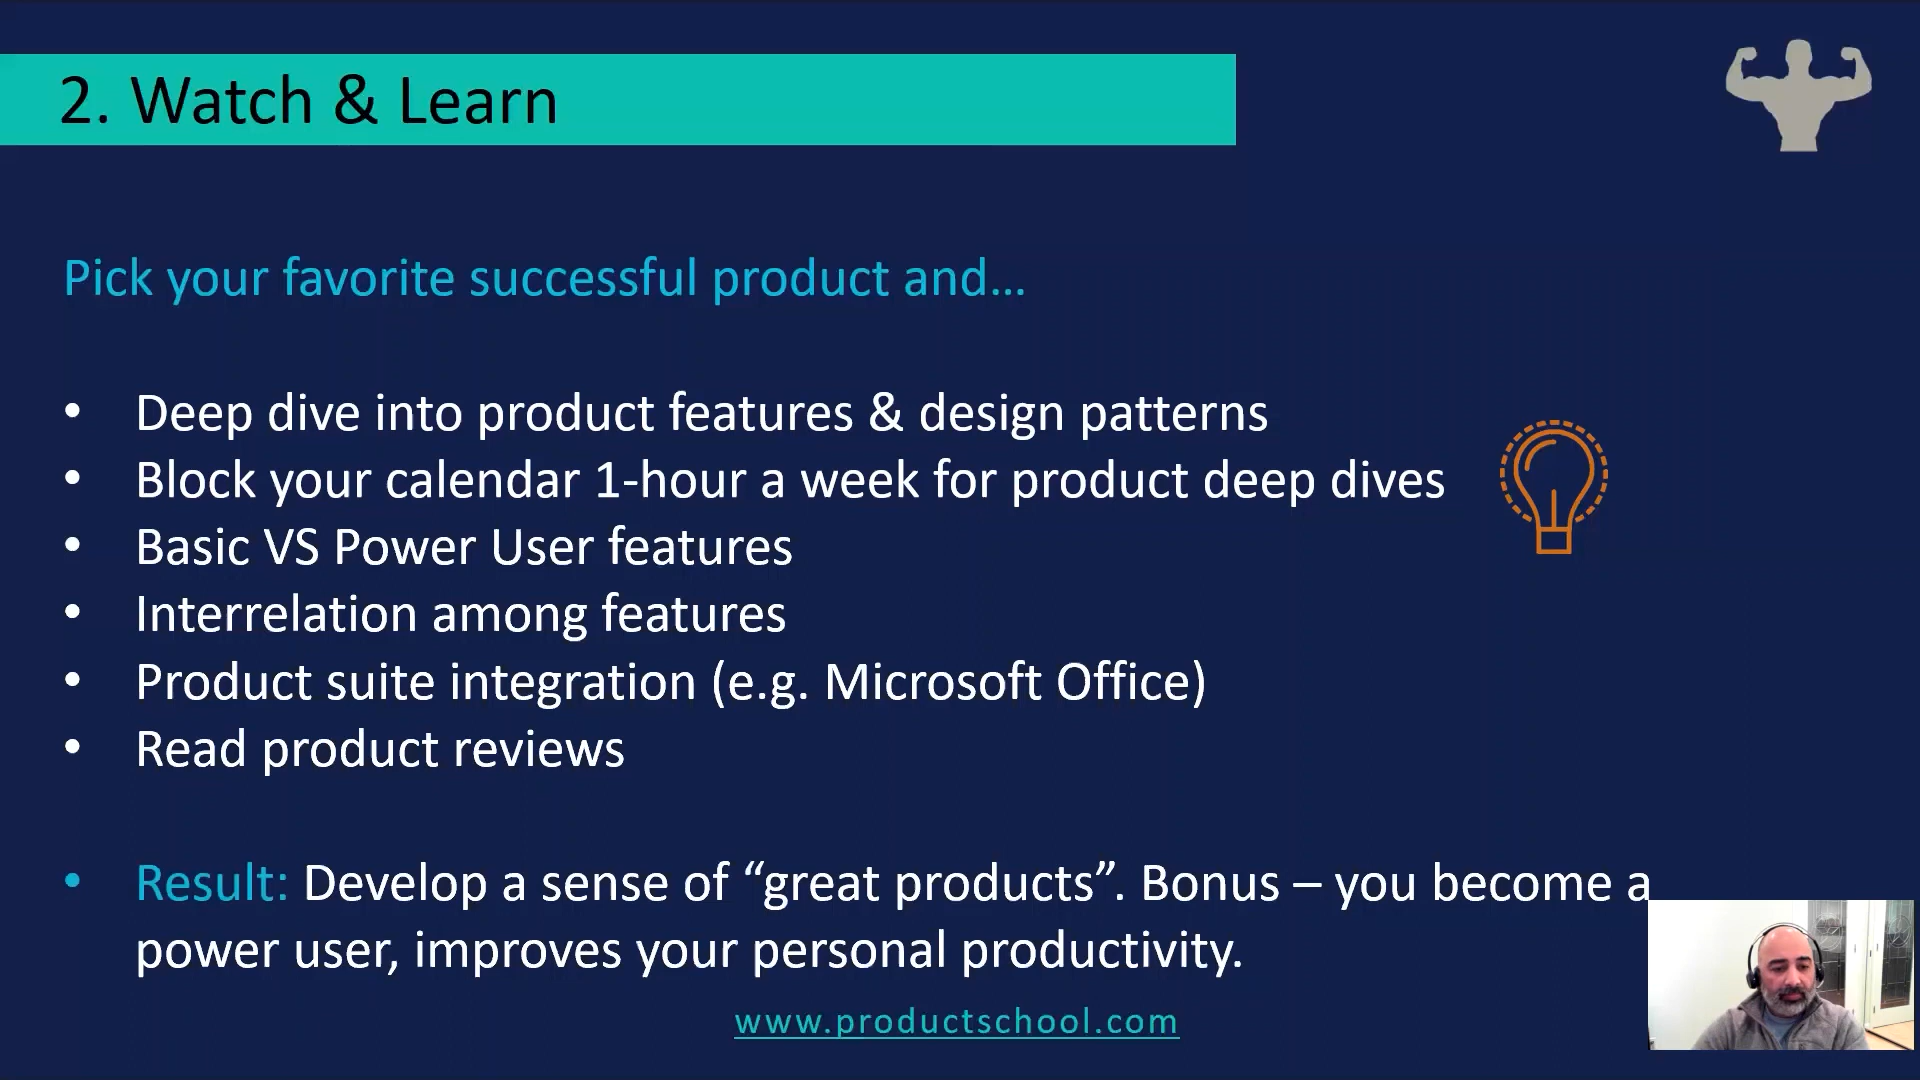 2. Watch & Learn
Pick your favorite successful product and…
• Deep dive into product features & design patterns
• Block your calendar 1-hour a week for product deep dives
• Basic VS Power User features
• Interrelation among features
• Product suite integration (e.g. Microsoft Office)
• Read product reviews
• Result: Develop a sense of “great products”. Bonus – you become a
power user, improves your personal productivity.
www.productschool.com